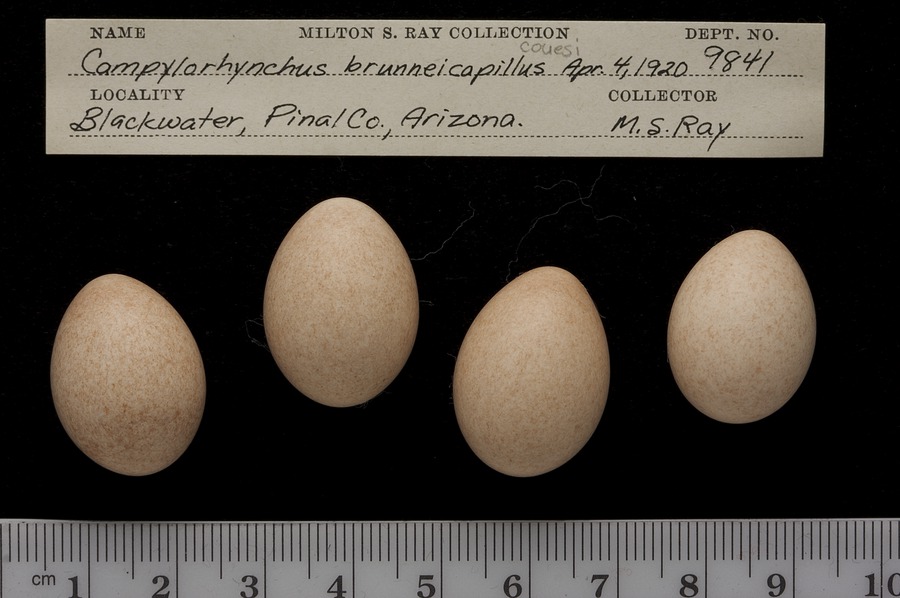 NAME MILTON S. RAY COLLECTION DEPT. NO.
couesi
Campylorhynchus brunneicapillus Apr. 4, 1920 9841
LOCALITY COLLECTOR
Blackwater, Pinal Co., Arizona. M. S. Ray
cm 1 2 3 4 5 6 7 8 9 10